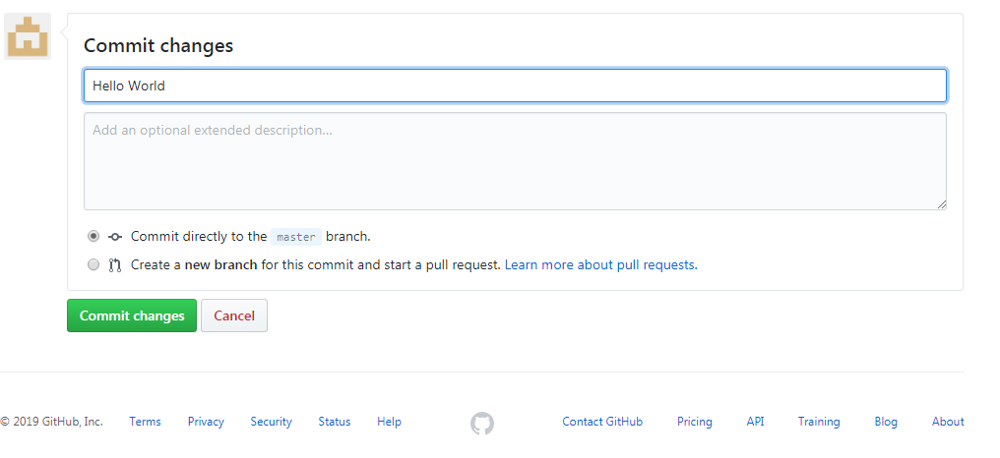 Commit changes
Hello World
Add an optional extended description...
Commit directly to the master branch.
Create a new branch for this commit and start a pull request. Learn more about pull requests.
Commit changes Cancel
© 2019 GitHub, Inc. Terms Privacy Security Status Help Contact GitHub Pricing API Training Blog About